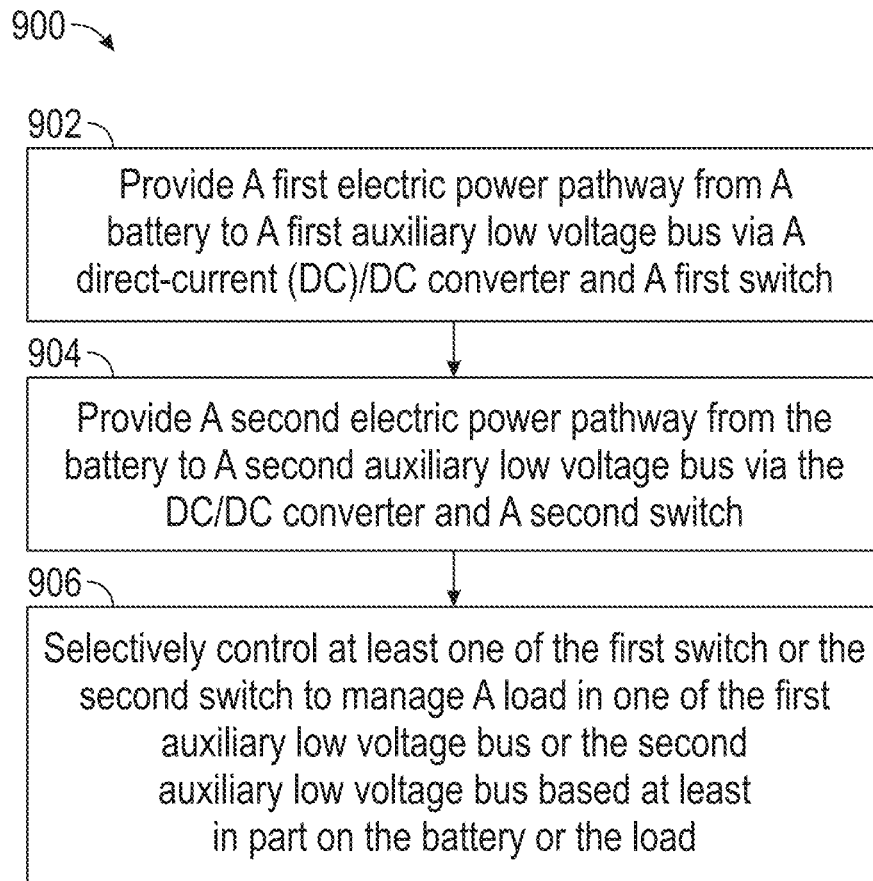 900
902
Provide A first electric power pathway from A
battery to A first auxiliary low voltage bus via A
direct-current (DC)/DC converter and A first switch
904
Provide A second electric power pathway from the
battery to A second auxiliary low voltage bus via the
DC/DC converter and A second switch
906
Selectively control at least one of the first switch or the
second switch to manage A load in one of the first
auxiliary low voltage bus or the second
auxiliary low voltage bus based at least
in part on the battery or the load